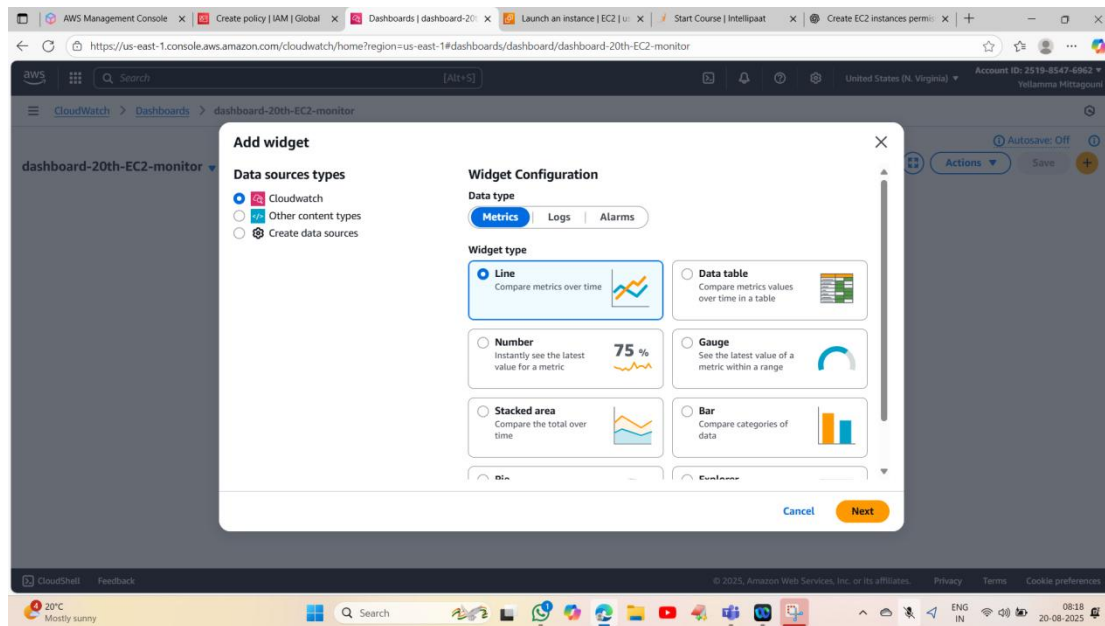 AWS Management Console
Create policy | IAM | Global
Dashboards | dashboard-20
Launch an instance | EC2 | us
Start Course | Intellipaat
Create EC2 instances permis
https://us-east-1.console.aws.amazon.com/cloudwatch/home?region=us-east-1#dashboards/dashboard/dashboard-20th-EC2-monitor
aws
Search
[Alt+S]
United States (N. Virginia)
Account ID: 2519-8547-6962
Yellamma Mittagouni
CloudWatch > Dashboards > dashboard-20th-EC2-monitor
dashboard-20th-EC2-monitor
Autosave: Off
Actions
Save
Add widget
Data sources types
Cloudwatch
Other content types
Create data sources
Widget Configuration
Data type
Metrics
Logs
Alarms
Widget type
Line
Compare metrics over time
Data table
Compare metrics values
over time in a table
Number
Instantly see the latest
value for a metric
75 %
Gauge
See the latest value of a
metric within a range
Stacked area
Compare the total over
time
Bar
Compare categories of
data
Pie
Explorer
Cancel
Next
CloudShell
Feedback
© 2025, Amazon Web Services, Inc. or its affiliates.
Privacy
Terms
Cookie preferences
20°C
Mostly sunny
Search
ENG
IN
08:18
20-08-2025